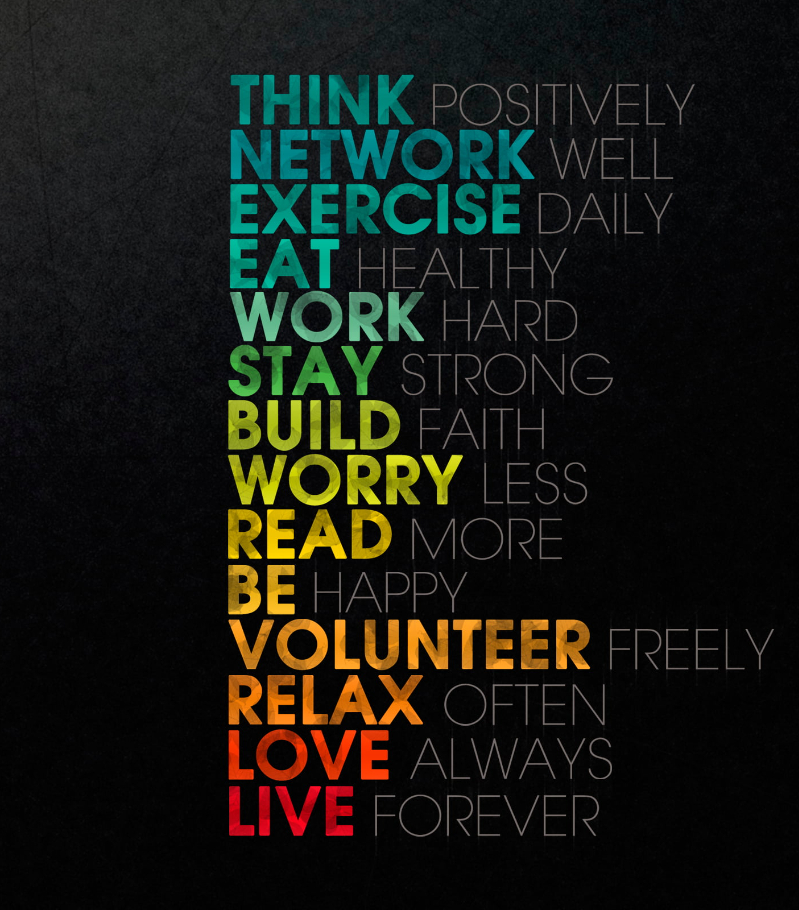 THINK POSITIVELY
NETWORK WELL
EXERCISE DAILY
EAT HEALTHY
WORK HARD
STAY STRONG
BUILD FAITH
WORRY LESS
READ MORE
BE HAPPY
VOLUNTEER FREELY
RELAX OFTEN
LOVE ALWAYS
LIVE FOREVER